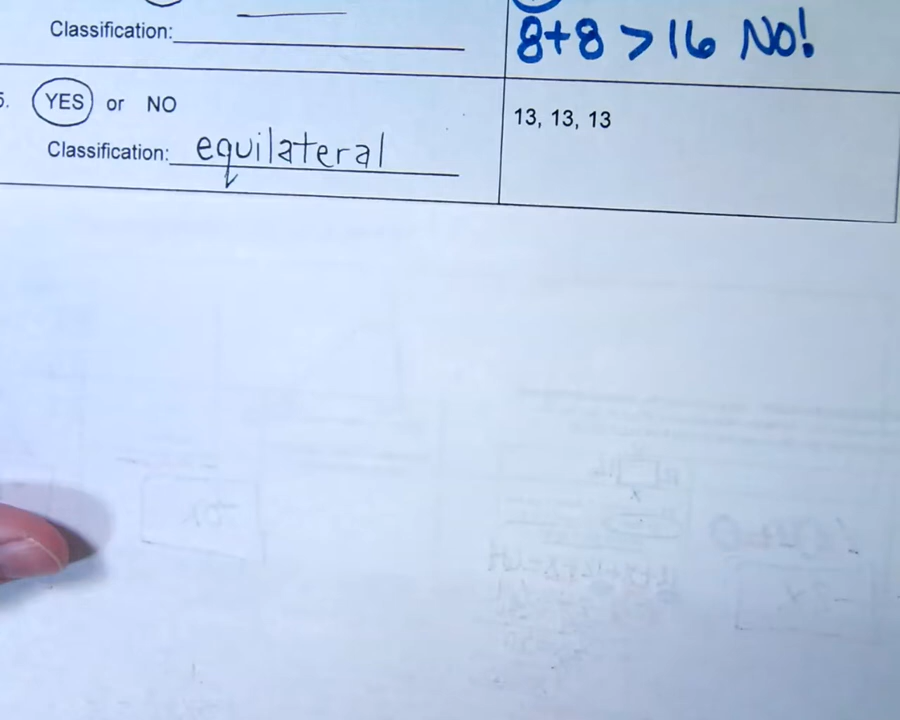 Classification:
8+8 > 16 No!
5. YES or NO
13, 13, 13
Classification: equilateral